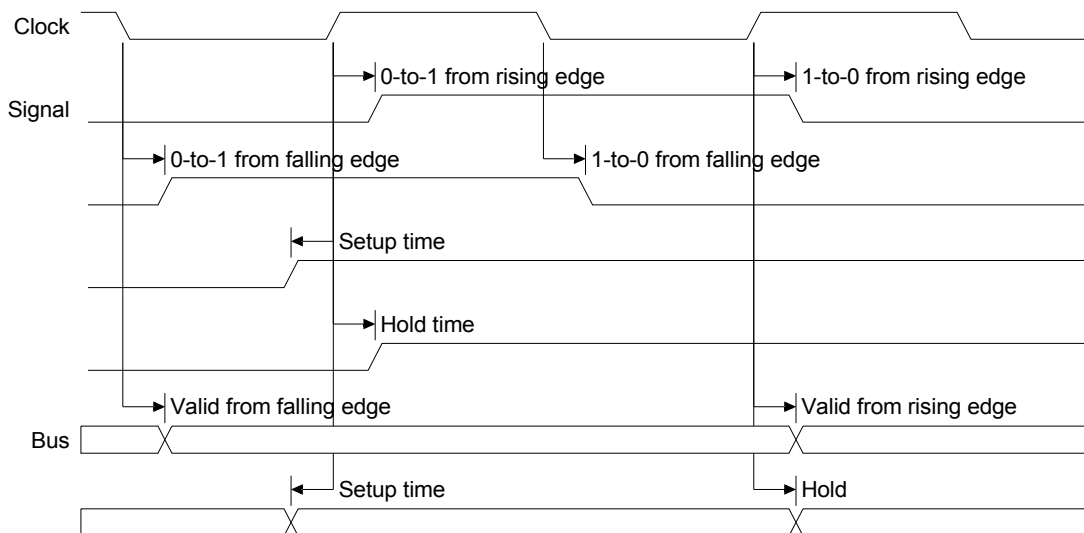 Clock
0-to-1 from rising edge
1-to-0 from rising edge
Signal
0-to-1 from falling edge
1-to-0 from falling edge
Setup time
Hold time
Valid from falling edge
Valid from rising edge
Bus
Setup time
Hold